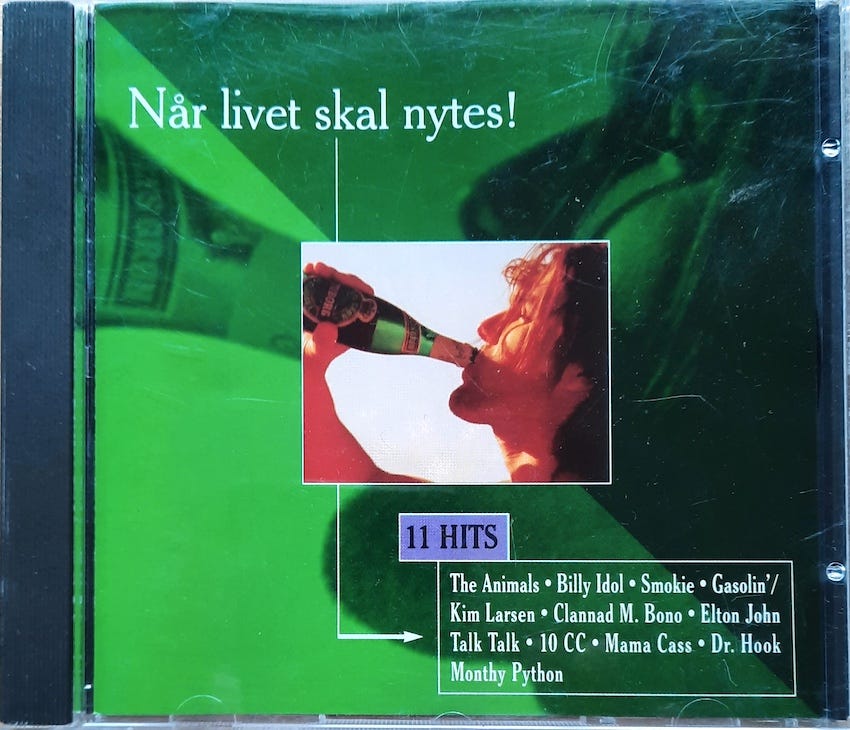 Når livet skal nytes!
11 HITS
The Animals • Billy Idol • Smokie • Gasolin'/
Kim Larsen • Clannad M. Bono • Elton John
Talk Talk • 10 CC • Mama Cass • Dr. Hook
Monthy Python